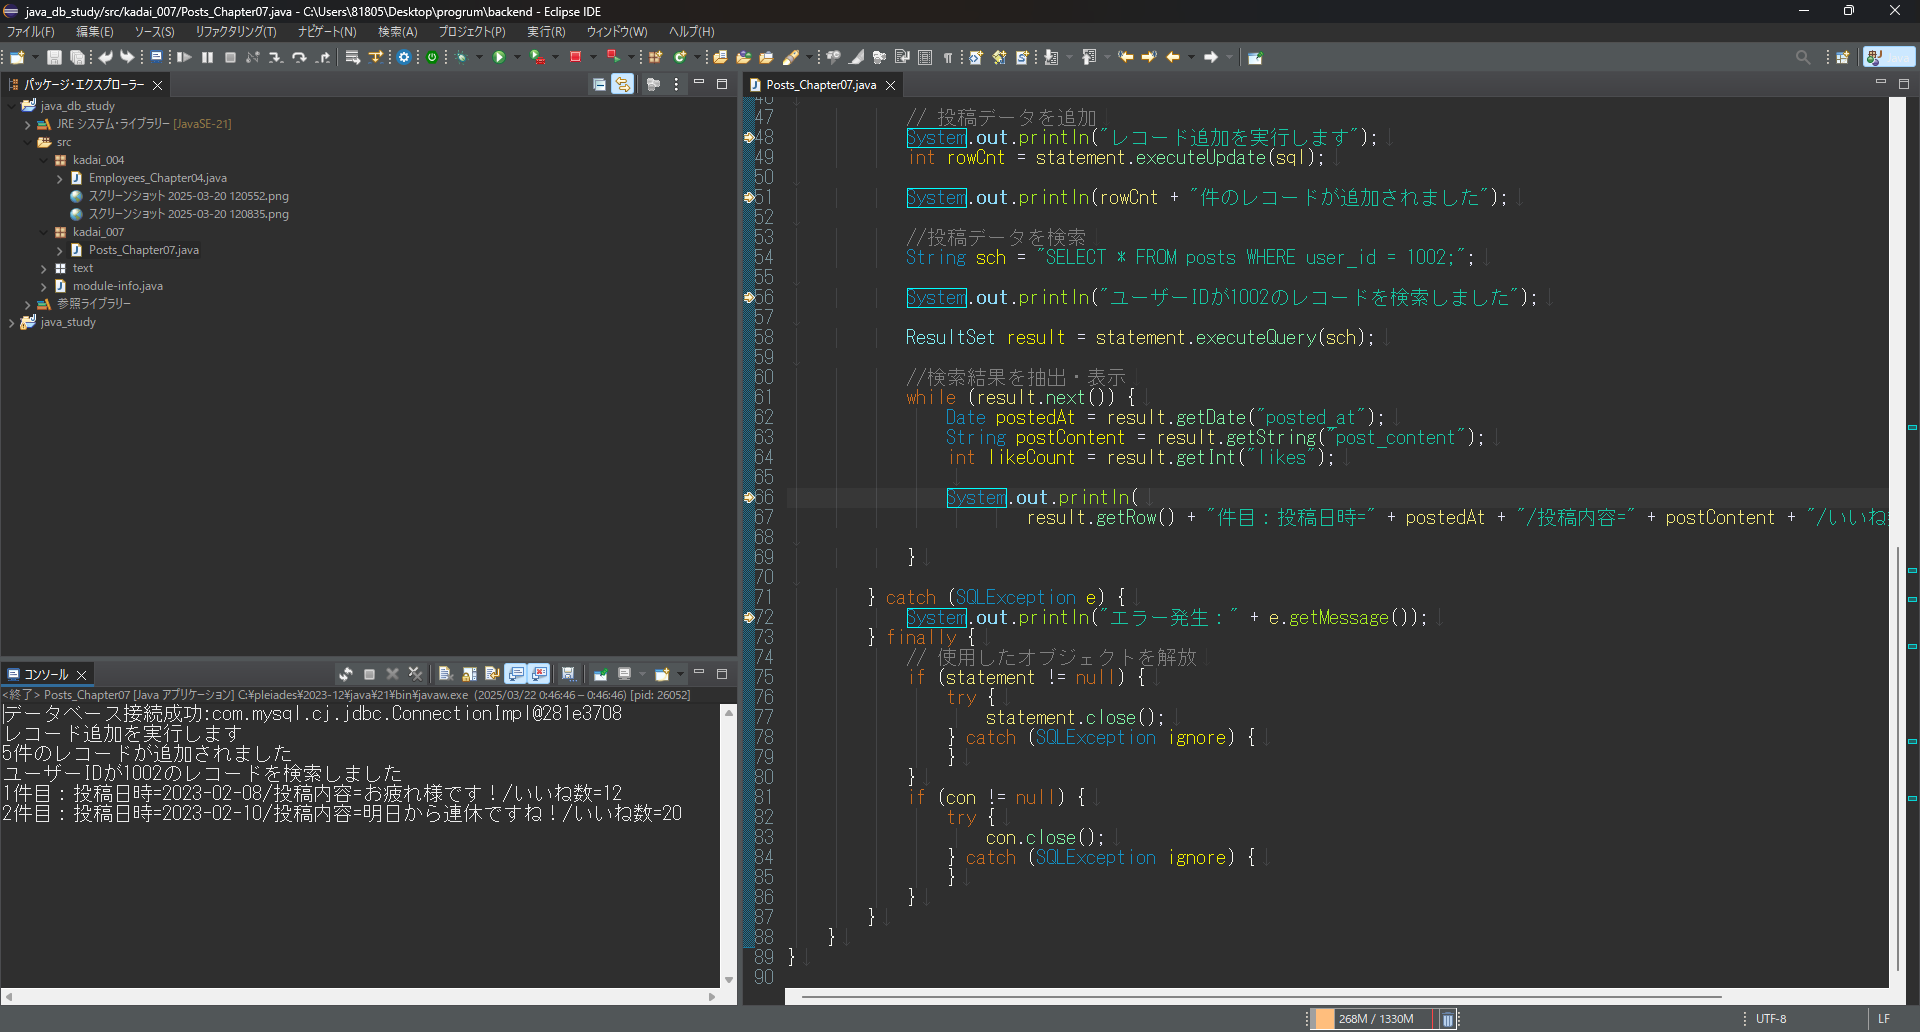 java_db_study/src/kadai_007/Posts_Chapter07.java - C:\Users\81805\Desktop\progrum\backend - Eclipse IDE
ファイル(F) 編集(E) ソース(S) リファクタリング(T) ナビゲート(N) 検索(A) プロジェクト(P) 実行(R) ウィンドウ(W) ヘルプ(H)
パッケージ・エクスプローラー
java_db_study
JRE システム・ライブラリー [JavaSE-21]
src
kadai_004
Employees_Chapter04.java
スクリーンショット 2025-03-20 120552.png
スクリーンショット 2025-03-20 120835.png
kadai_007
Posts_Chapter07.java
text
module-info.java
参照ライブラリー
java_study
コンソール
<終了> Posts_Chapter07 [Java アプリケーション] C:¥pleiades¥2023-12¥java¥21¥bin¥javaw.exe (2025/03/22 0:46:46 – 0:46:46) [pid: 26052]
データベース接続成功:com.mysql.cj.jdbc.ConnectionImpl@281e3708
レコード追加を実行します
5件のレコードが追加されました
ユーザーIDが1002のレコードを検索しました
1件目：投稿日時=2023-02-08/投稿内容=お疲れ様です！/いいね数=12
2件目：投稿日時=2023-02-10/投稿内容=明日から連休ですね！/いいね数=20
Posts_Chapter07.java
46
47 // 投稿データを追加
48 System.out.println("レコード追加を実行します");
49 int rowCnt = statement.executeUpdate(sql);
50
51 System.out.println(rowCnt + "件のレコードが追加されました");
52
53 //投稿データを検索
54 String sch = "SELECT * FROM posts WHERE user_id = 1002;";
55
56 System.out.println("ユーザーIDが1002のレコードを検索しました");
57
58 ResultSet result = statement.executeQuery(sch);
59
60 //検索結果を抽出・表示
61 while (result.next()) {
62 Date postedAt = result.getDate("posted_at");
63 String postContent = result.getString("post_content");
64 int likeCount = result.getInt("likes");
65
66 System.out.println(
67 result.getRow() + "件目：投稿日時=" + postedAt + "/投稿内容=" + postContent + "/いいね
68
69 }
70
71 } catch (SQLException e) {
72 System.out.println("エラー発生：" + e.getMessage());
73 } finally {
74 // 使用したオブジェクトを解放
75 if (statement != null) {
76 try {
77 statement.close();
78 } catch (SQLException ignore) {
79 }
80 }
81 if (con != null) {
82 try {
83 con.close();
84 } catch (SQLException ignore) {
85 }
86 }
87 }
88 }
89 }
90
268M / 1330M
UTF-8
LF